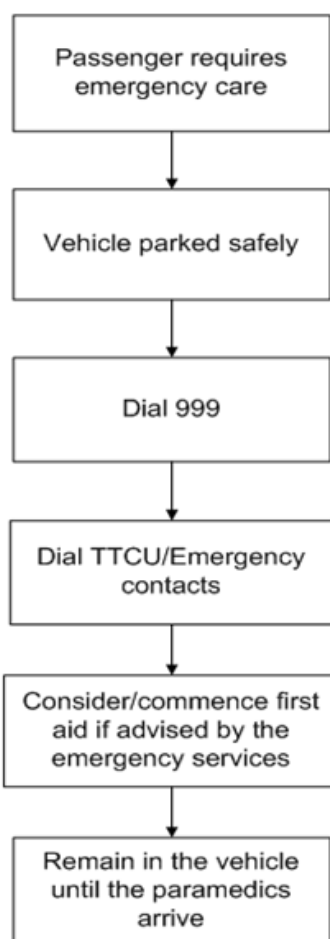 Passenger requires
emergency care
Vehicle parked safely
Dial 999
Dial TTCU/Emergency
contacts
Consider/commence first
aid if advised by the
emergency services
Remain in the vehicle
until the paramedics
arrive